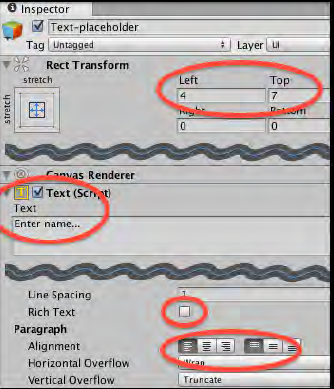 Inspector
Text-placeholder
Tag Untagged Layer UI
Rect Transform
stretch
Left Top
stretch
4 7
Right Bottom
0 0
Canvas Renderer
Text (Script)
Text
Enter name...
Line Spacing 1
Rich Text
Paragraph
Alignment
Horizontal Overflow Wrap
Vertical Overflow Truncate